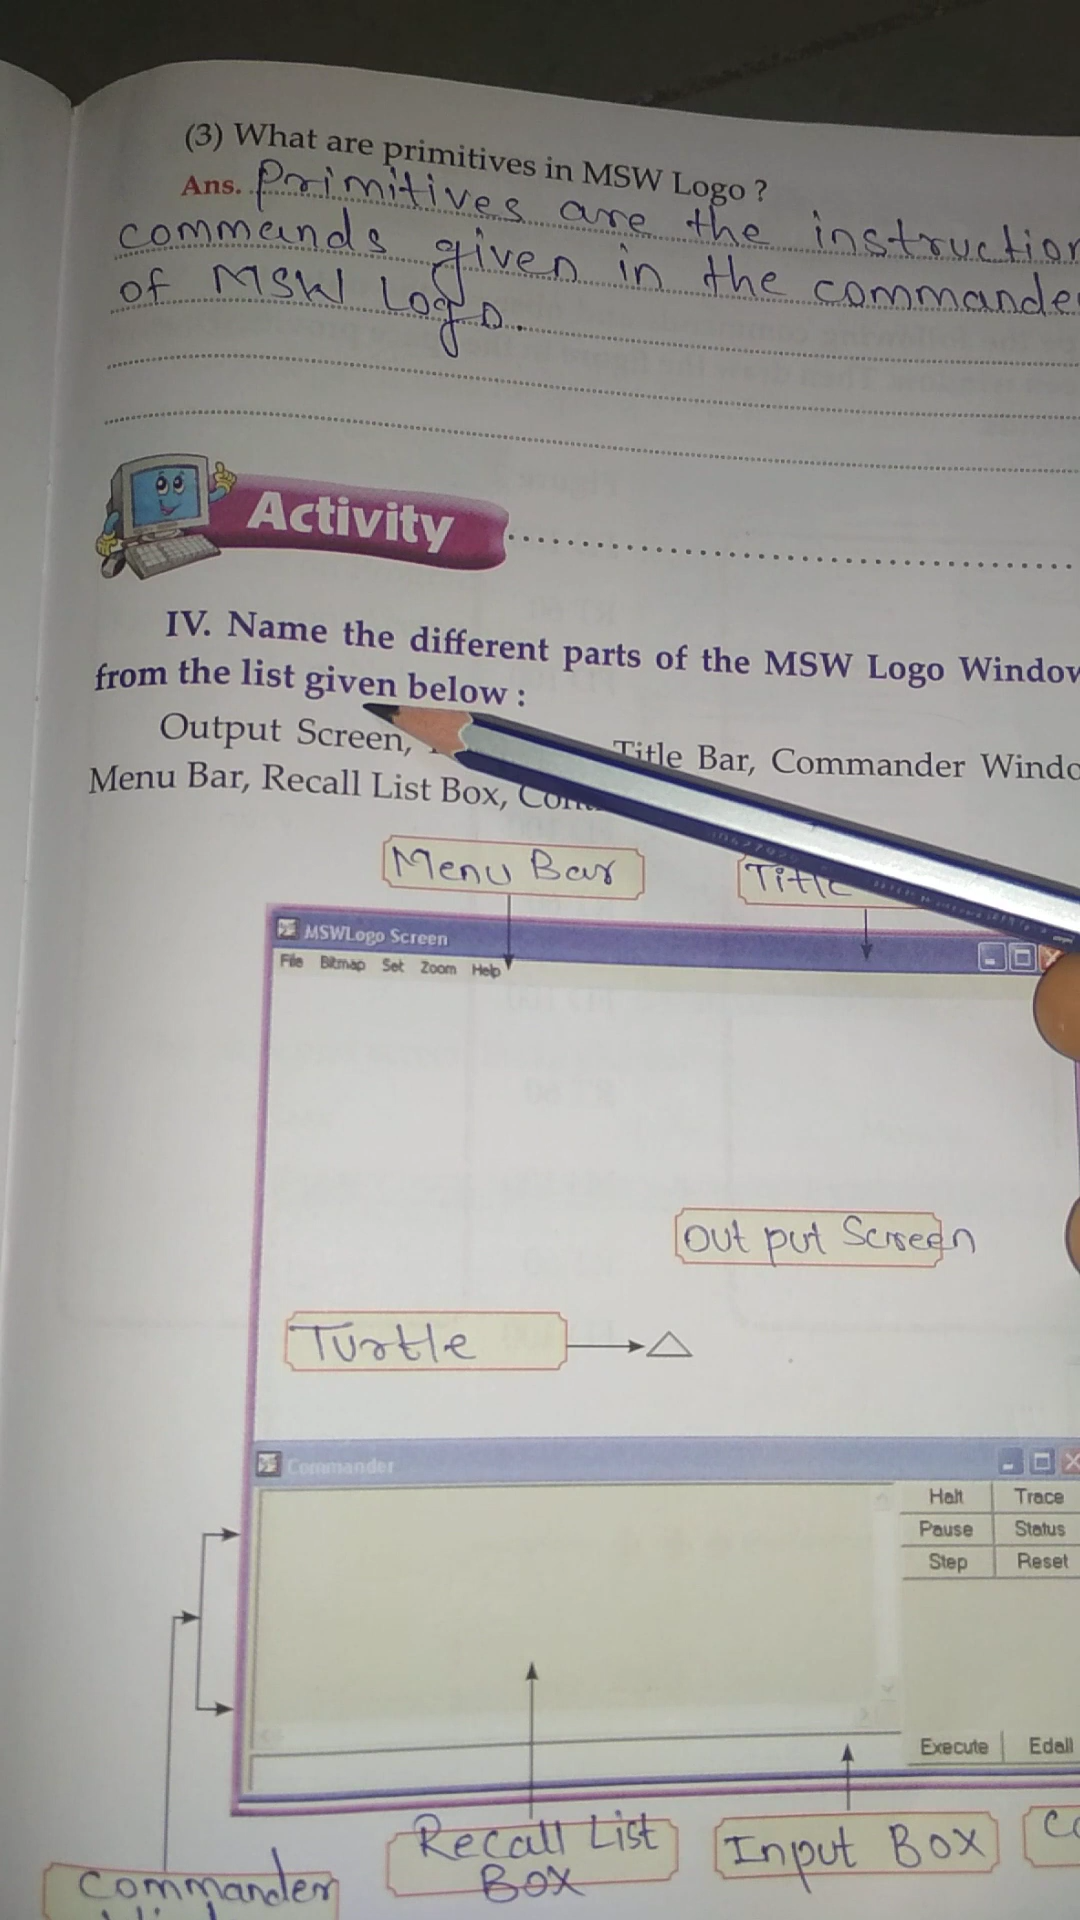 (3) What are primitives in MSW Logo ?
Ans. Primitives are the instruction
commands given in the commander
of MSW Logo.
Activity
IV. Name the different parts of the MSW Logo Window
from the list given below :
Output Screen, Title Bar, Commander Windo
Menu Bar, Recall List Box,
Menu Bar Title
MSWLogo Screen
File Bitmap Set Zoom Help
Out put Screen
Turtle
Commander
Halt Trace
Pause Status
Step Reset
Execute Edall
Recall List
Box
Input Box
Commander